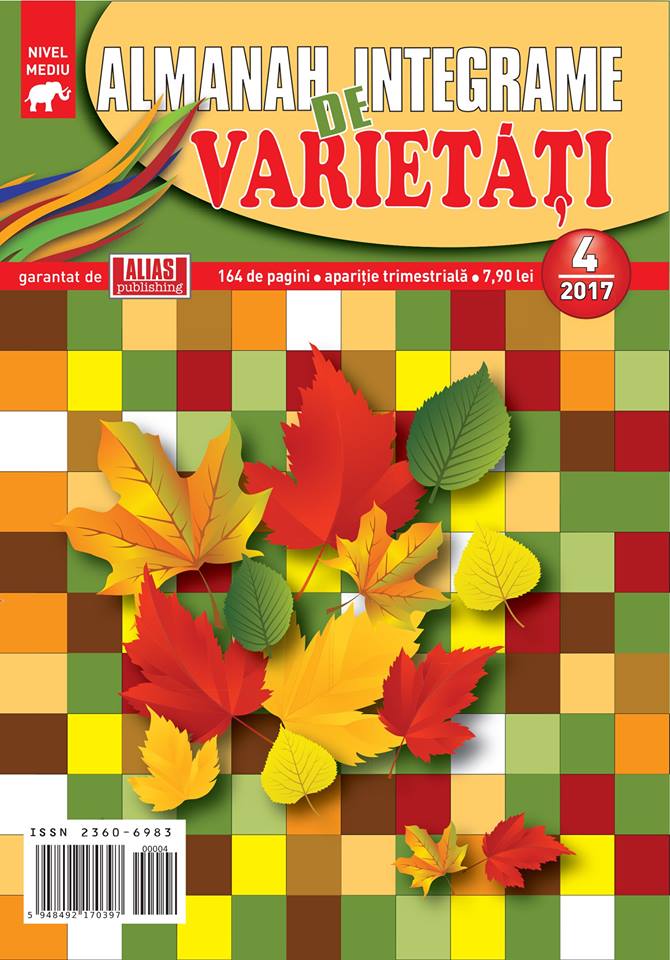 NIVEL
MEDIU
ALMANAH DE INTEGRAME
VARIETĂȚI
garantat de ALIAS publishing 164 de pagini • apariție trimestrială • 7,90 lei
4
2017
ISSN 2360-6983
00004
5 948492 170397